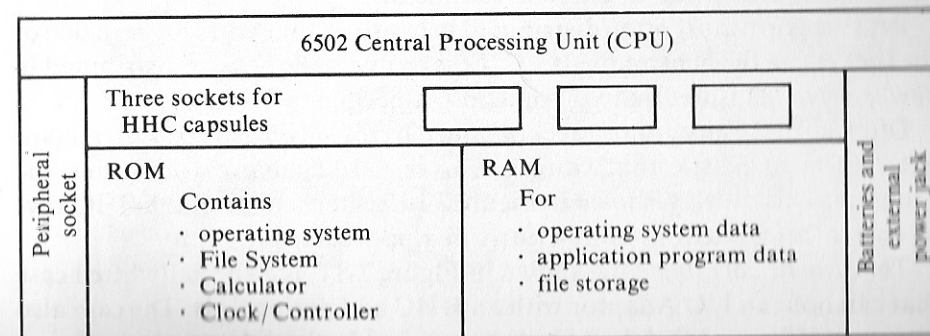 6502 Central Processing Unit (CPU)
Three sockets for
HHC capsules
Peripheral
socket
ROM
Contains
· operating system
· File System
· Calculator
· Clock/Controller
RAM
For
· operating system data
· application program data
· file storage
Batteries and
external
power jack